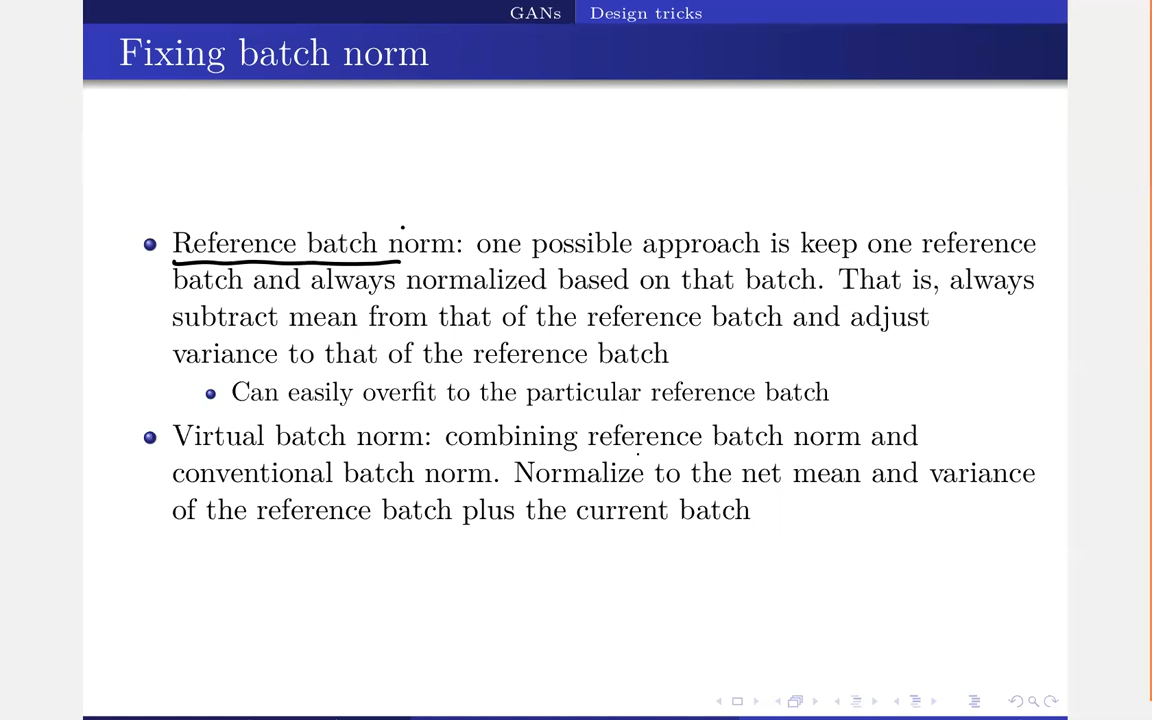 GANs Design tricks
Fixing batch norm
Reference batch norm: one possible approach is keep one reference
batch and always normalized based on that batch. That is, always
subtract mean from that of the reference batch and adjust
variance to that of the reference batch
Can easily overfit to the particular reference batch
Virtual batch norm: combining reference batch norm and
conventional batch norm. Normalize to the net mean and variance
of the reference batch plus the current batch